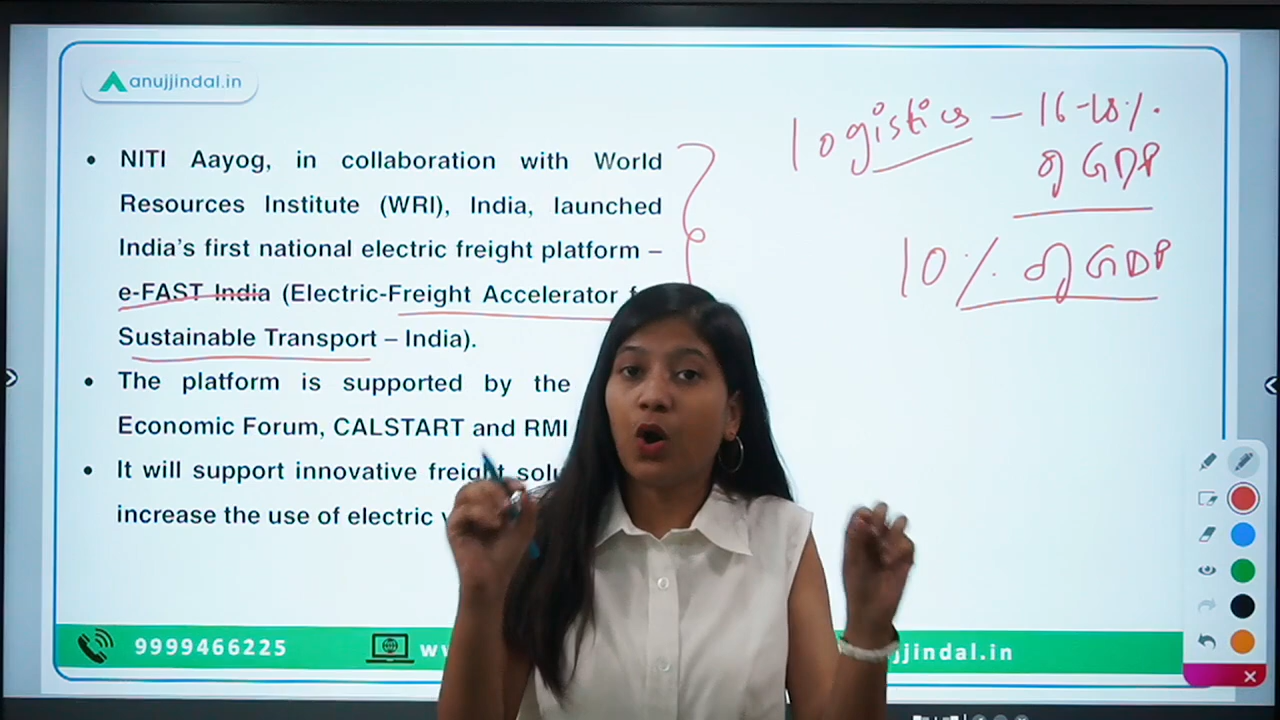 anujjindal.in
• NITI Aayog, in collaboration with World
Resources Institute (WRI), India, launched
India's first national electric freight platform –
e-FAST India (Electric-Freight Accelerator
Sustainable Transport – India).
• The platform is supported by the
Economic Forum, CALSTART and RMI
• It will support innovative freight
increase the use of electric
logistics – 16-18%
of GDP
10% of GDP
9999466225
jjindal.in